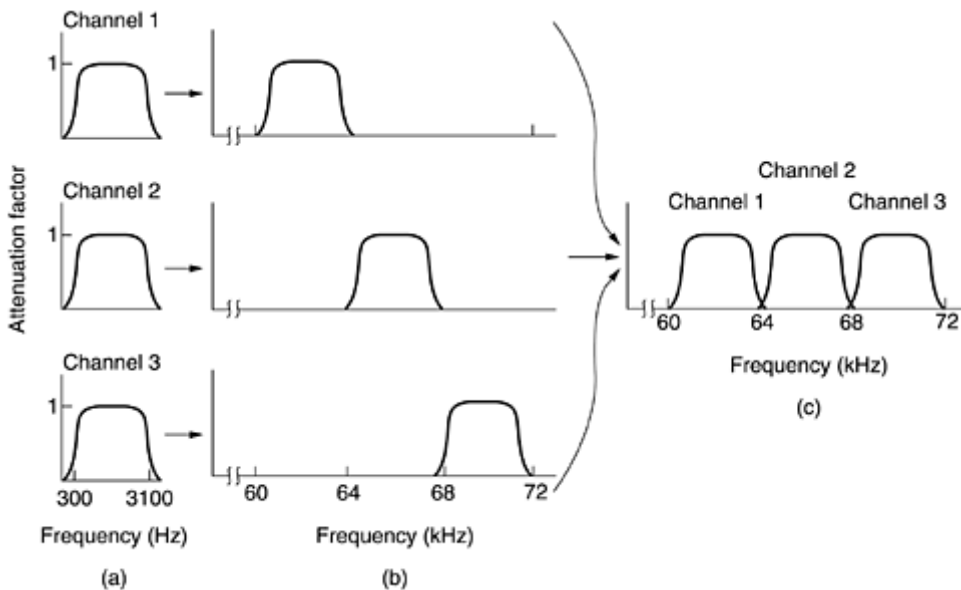 Channel 1
1
Channel 2
1
Channel 3
1
300 3100
Frequency (Hz)
(a)
Attenuation factor
60 64 68 72
Frequency (kHz)
(b)
Channel 2
Channel 1 Channel 3
60 64 68 72
Frequency (kHz)
(c)